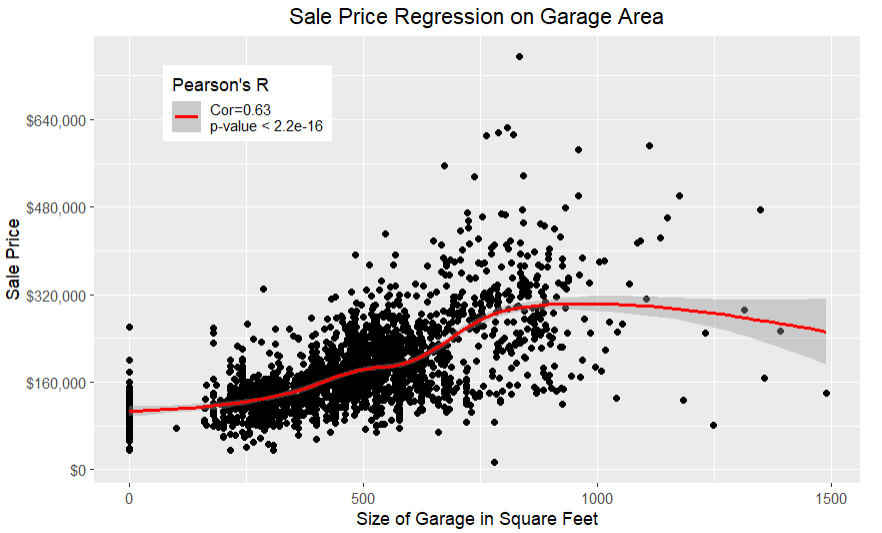 Sale Price Regression on Garage Area
Pearson's R
Cor=0.63
p-value < 2.2e-16
Sale Price
$640,000
$480,000
$320,000
$160,000
$0
0
500
1000
1500
Size of Garage in Square Feet